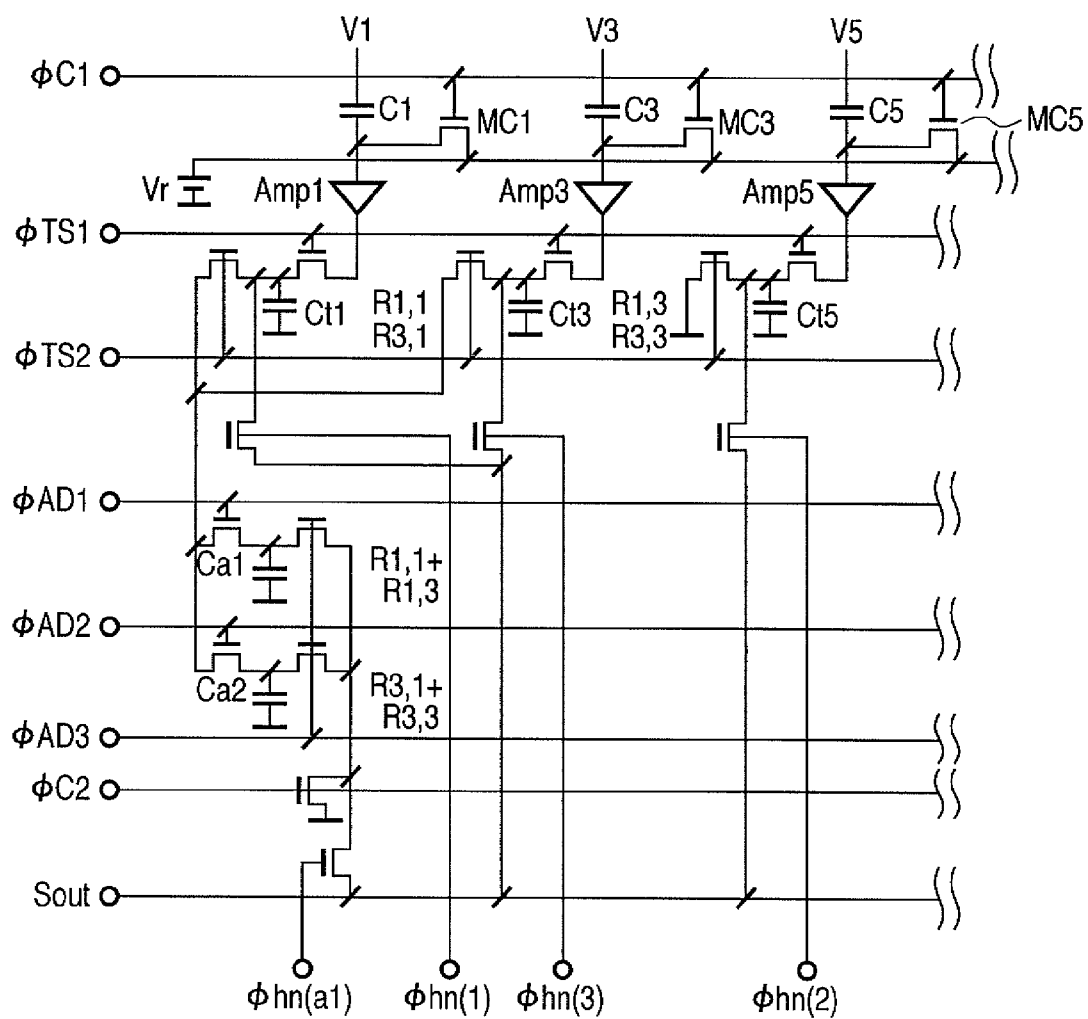 V1 V3 V5
ϕC1
C1 MC1 C3 MC3 C5 MC5
Vr Amp1 Amp3 Amp5
ϕTS1
Ct1 R1,1 Ct3 R1,3 Ct5
R3,1 R3,3
ϕTS2
ϕAD1
Ca1 R1,1+
R1,3
ϕAD2
Ca2 R3,1+
R3,3
ϕAD3
ϕC2
Sout
ϕhn(a1) ϕhn(1) ϕhn(3) ϕhn(2)